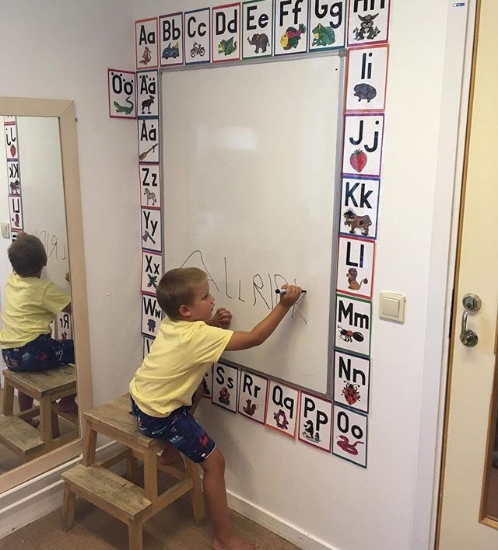 Aa Bb Cc Dd Ee Ff Gg Hh
Öö Ää Ii
Åå Jj
Zz Kk
Yy Ll
Xx Mm
Ww Nn
Ss Rr Qq Pp Oo
ALLRI